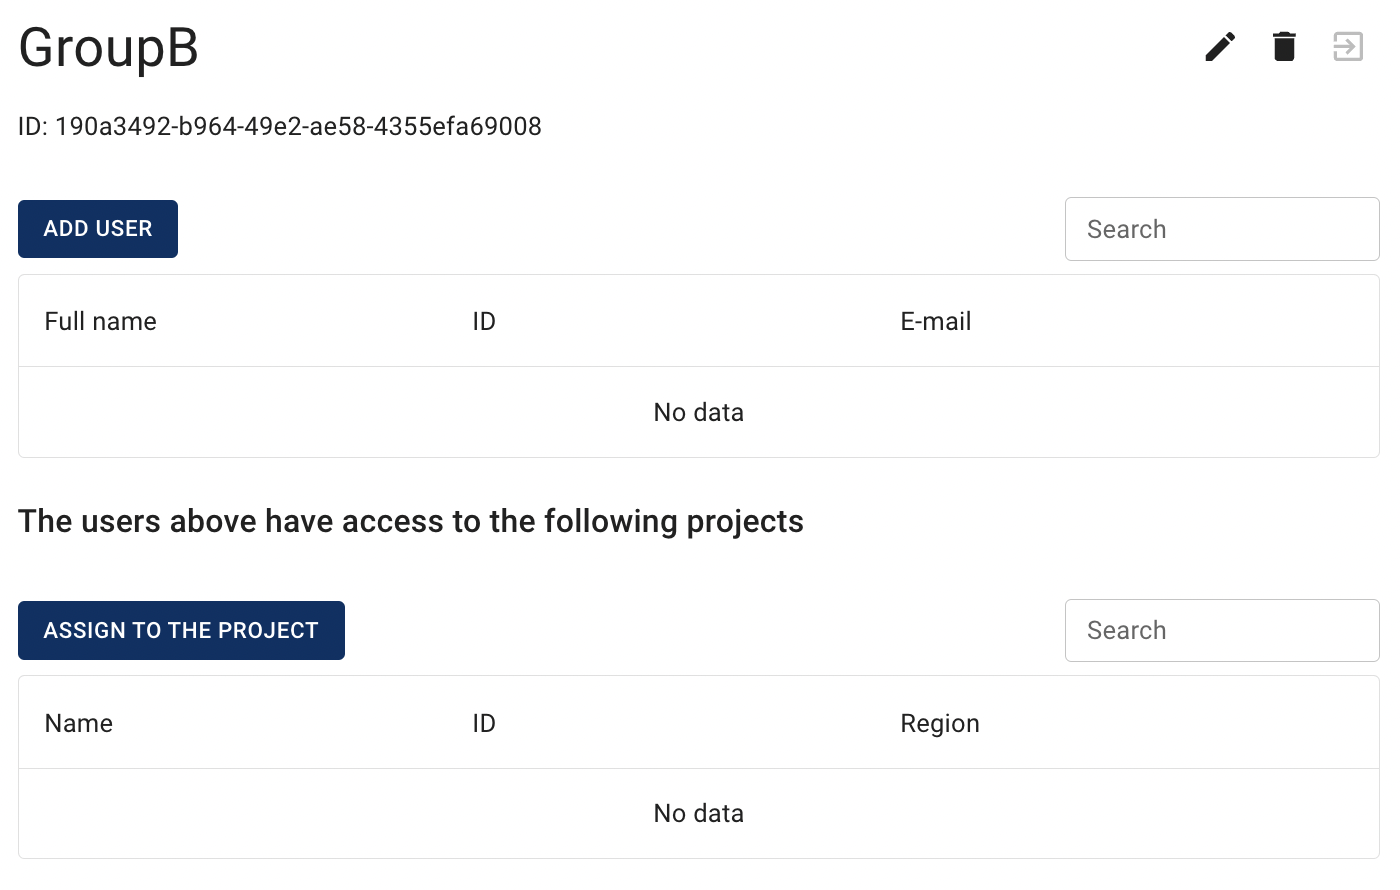 GroupB
ID: 190a3492-b964-49e2-ae58-4355efa69008
ADD USER
Search
Full name ID E-mail
No data
The users above have access to the following projects
ASSIGN TO THE PROJECT
Search
Name ID Region
No data